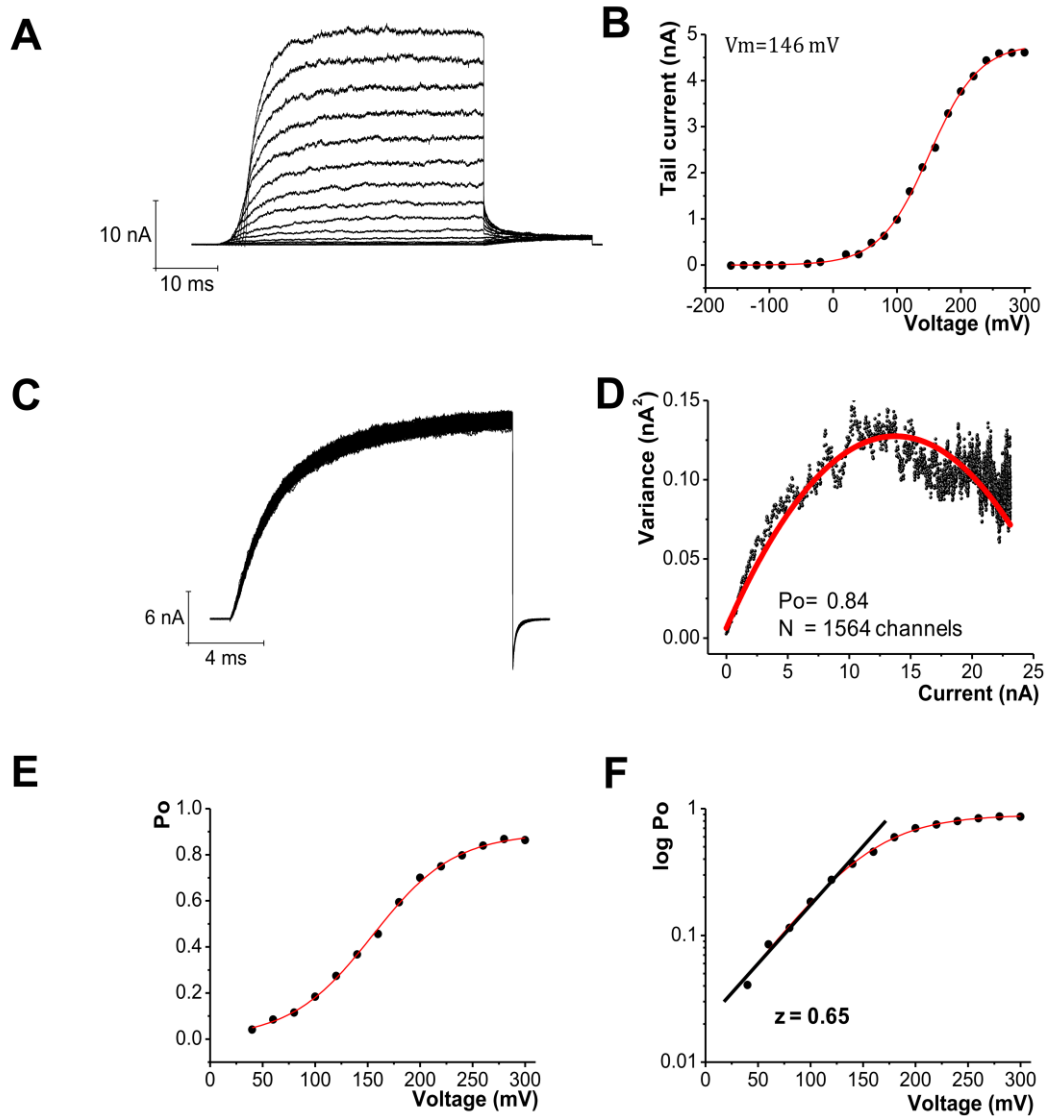 A
10 nA
10 ms
B
Vm=146 mV
Tail current (nA)
5
4
3
2
1
0
-200 -100 0 100 200 300
Voltage (mV)
C
6 nA
4 ms
D
Variance (nA²)
0.15
0.10
0.05
0.00
Po= 0.84
N = 1564 channels
0 5 10 15 20 25
Current (nA)
E
Po
1.0
0.8
0.6
0.4
0.2
0.0
0 50 100 150 200 250 300
Voltage (mV)
F
log Po
1
0.1
0.01
z = 0.65
0 50 100 150 200 250 300
Voltage (mV)